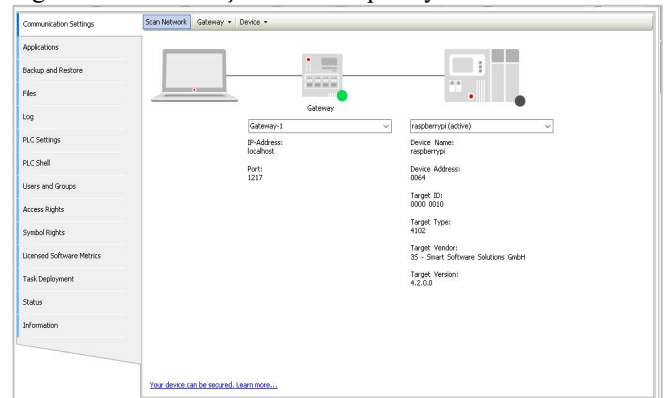 Communication Settings
Scan Network Gateway Device
Applications
Backup and Restore
Files
Log
PLC Settings
PLC Shell
Users and Groups
Access Rights
Symbol Rights
Licensed Software Metrics
Task Deployment
Status
Information
Gateway
Gateway-1
IP-Address:
localhost
Port:
1217
raspberrypi (active)
Device Name:
raspberrypi
Device Address:
0064
Target ID:
0000 0010
Target Type:
4102
Target Vendor:
3S - Smart Software Solutions GmbH
Target Version:
4.2.0.0
Your device can be secured. Learn more...